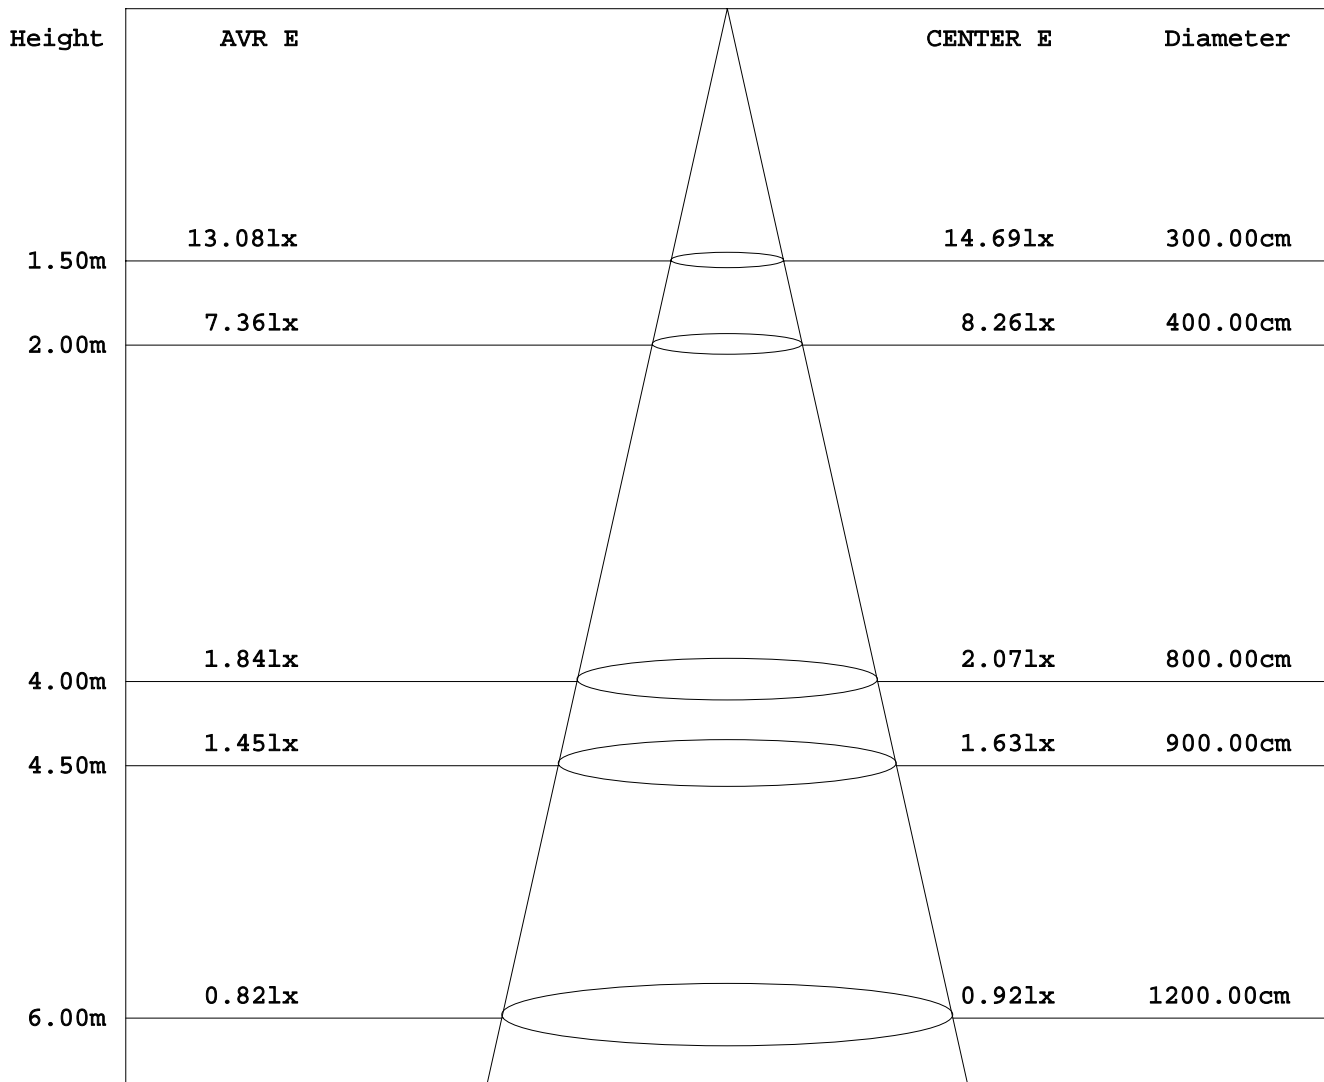 Height AVR E CENTER E Diameter
13.08lx 14.69lx 300.00cm
1.50m
7.36lx 8.26lx 400.00cm
2.00m
1.84lx 2.07lx 800.00cm
4.00m
1.45lx 1.63lx 900.00cm
4.50m
0.82lx 0.92lx 1200.00cm
6.00m